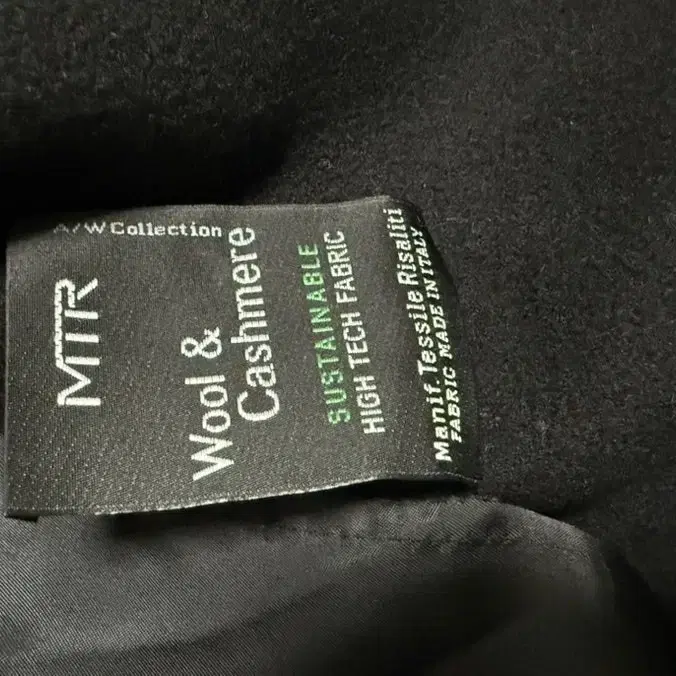 A/W Collection
MTR
Wool &
Cashmere
SUSTAINABLE
HIGH TECH FABRIC
Manif. Tessile Risaliti
FABRIC MADE IN ITALY